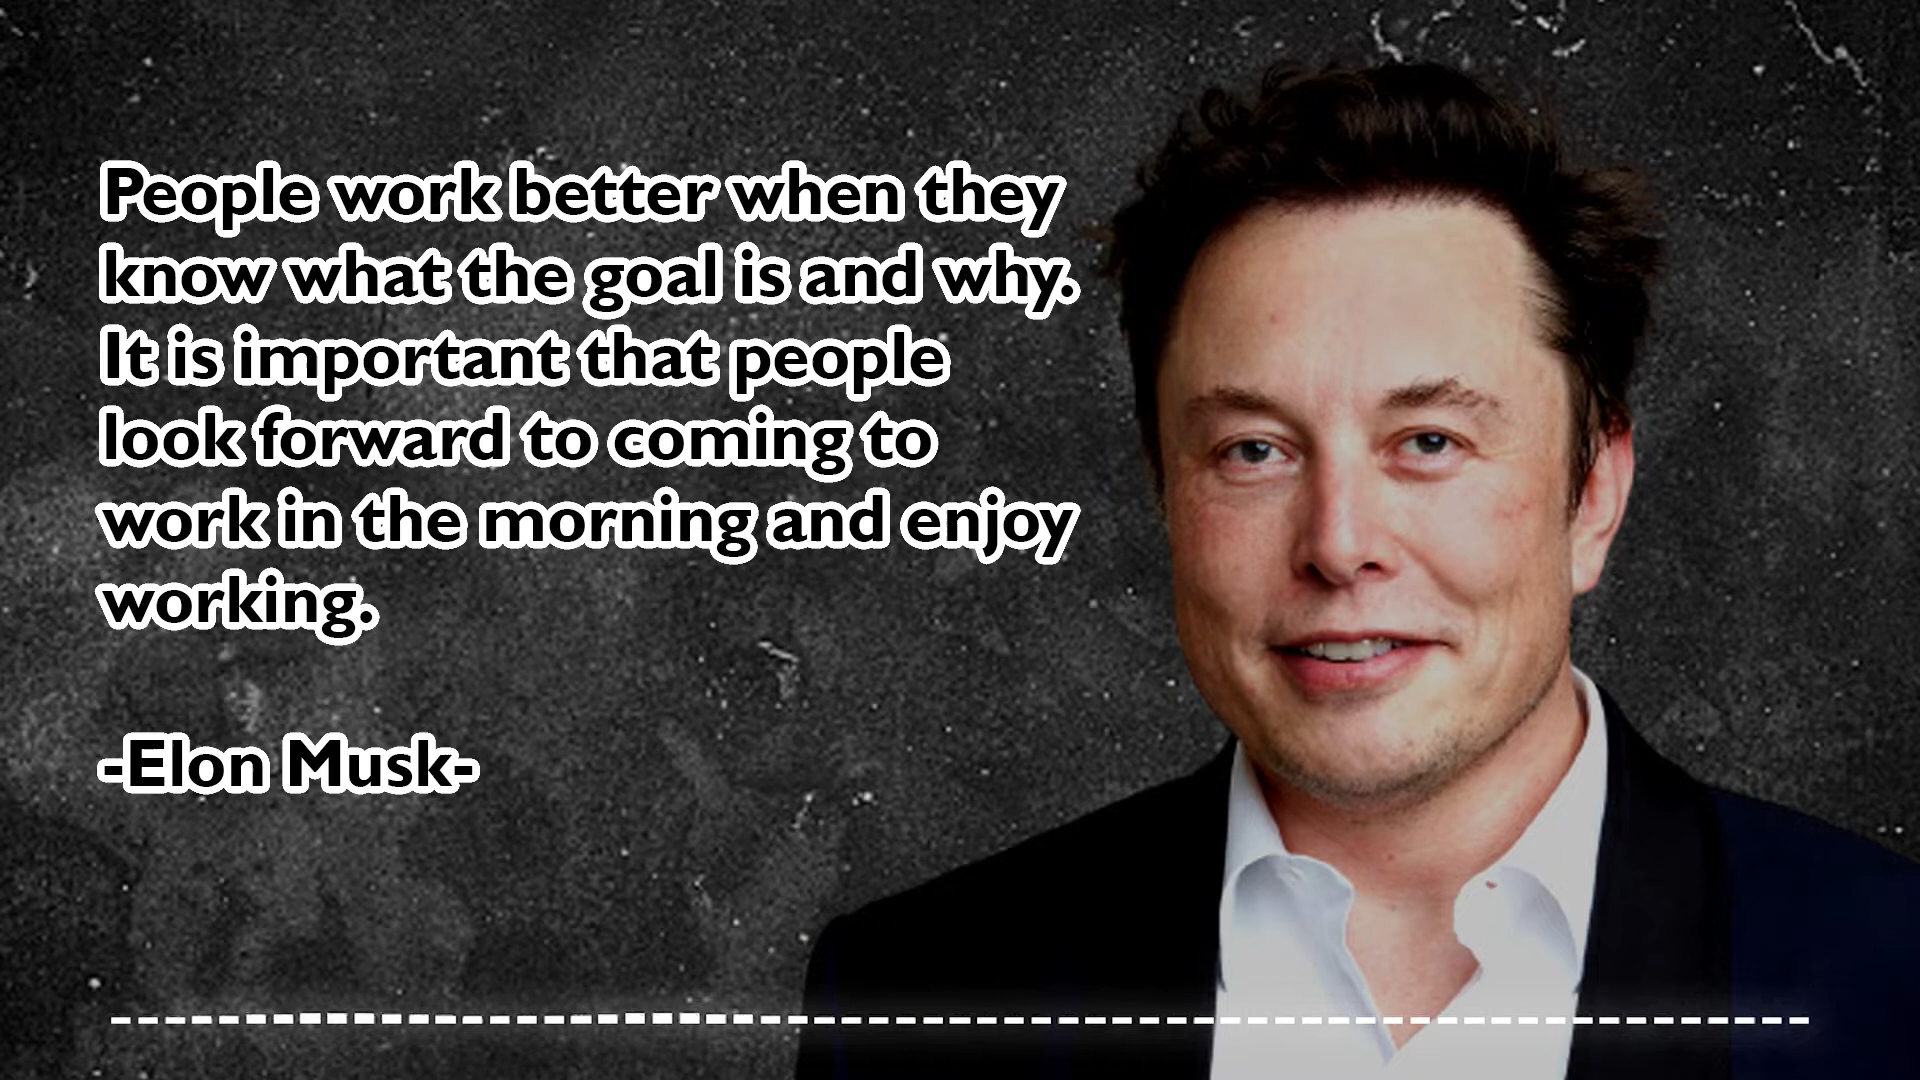 People work better when they
know what the goal is and why.
It is important that people
look forward to coming to
work in the morning and enjoy
working.
-Elon Musk-